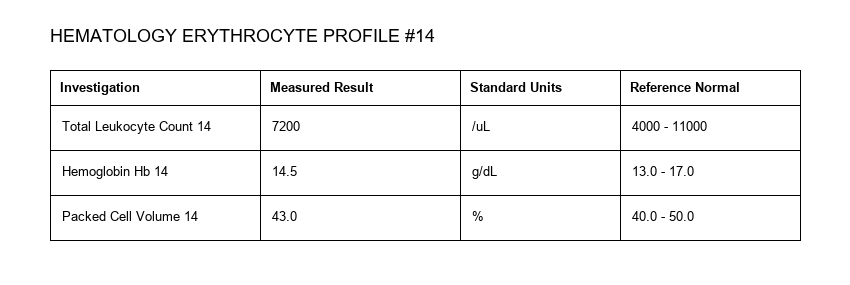 HEMATOLOGY ERYTHROCYTE PROFILE #14
Investigation Measured Result Standard Units Reference Normal
Total Leukocyte Count 14 7200 /uL 4000 - 11000
Hemoglobin Hb 14 14.5 g/dL 13.0 - 17.0
Packed Cell Volume 14 43.0 % 40.0 - 50.0